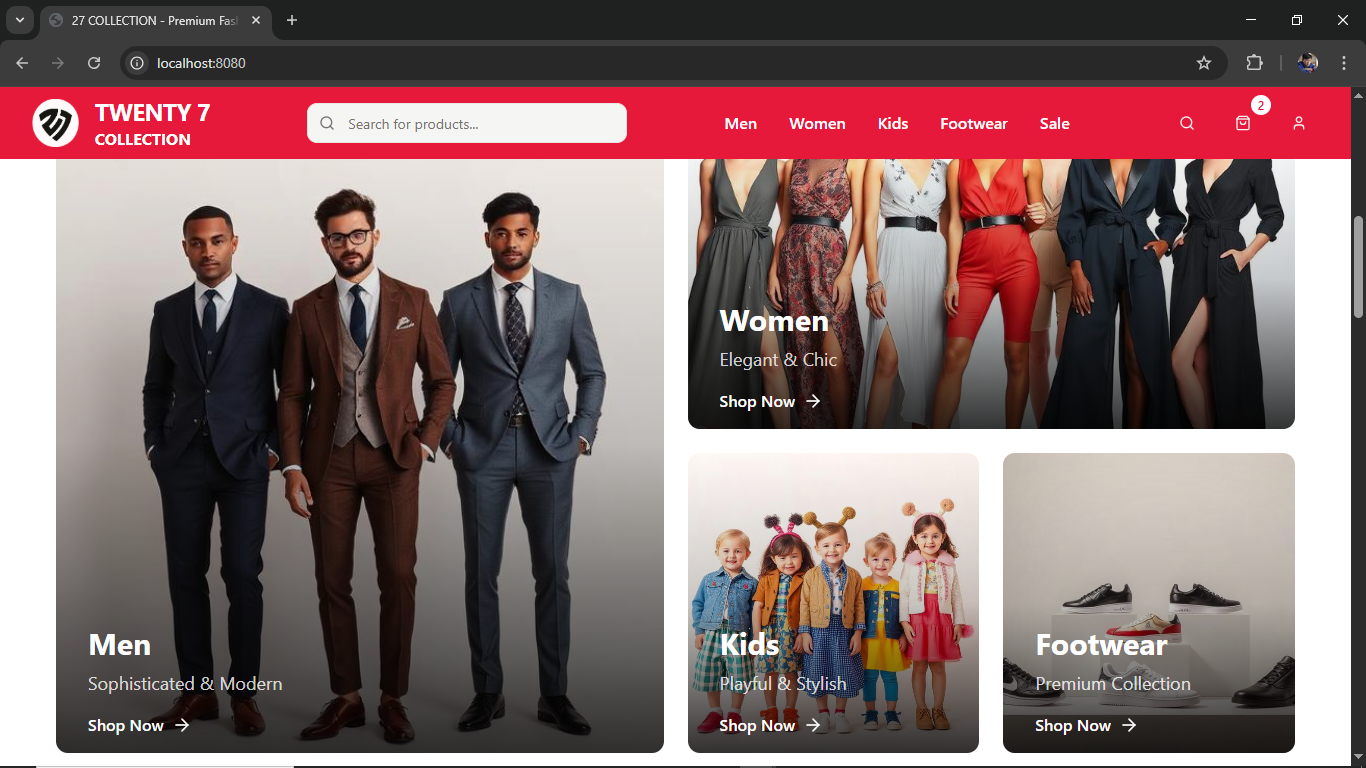 27 COLLECTION - Premium Fas
localhost:8080
TWENTY 7
COLLECTION
Search for products...
Men
Women
Kids
Footwear
Sale
2
Women
Elegant & Chic
Shop Now
Men
Sophisticated & Modern
Shop Now
Kids
Playful & Stylish
Shop Now
Footwear
Premium Collection
Shop Now